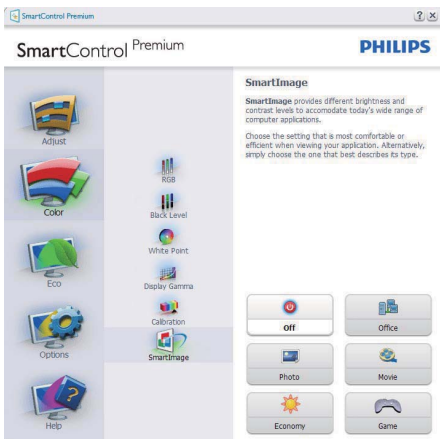 SmartControl Premium
SmartControl Premium
PHILIPS
Adjust
Color
Eco
Options
Help
RGB
Black Level
White Point
Display Gamma
Calibration
SmartImage
SmartImage
SmartImage provides different brightness and
contrast levels to accomodate today's wide range of
computer applications.
Choose the setting that is most comfortable or
efficient when viewing your application. Alternatively,
simply choose the one that best describes its type.
Off
Office
Photo
Movie
Economy
Game